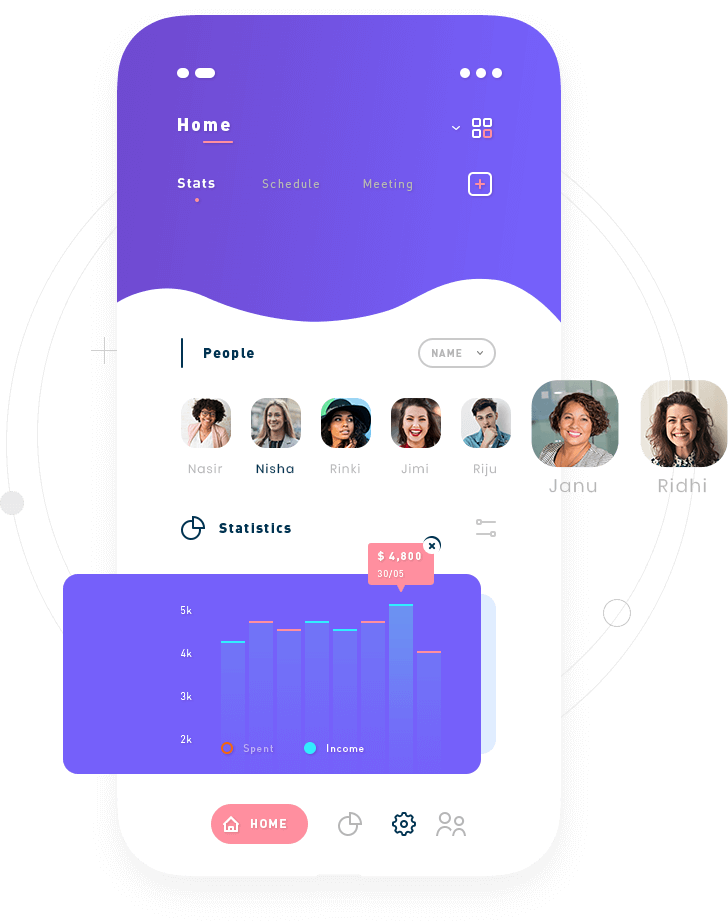 Home
Stats Schedule Meeting
People NAME
Nasir Nisha Rinki Jimi Riju Janu Ridhi
Statistics
$ 4,800
30/05
5k
4k
3k
2k
Spent Income
HOME